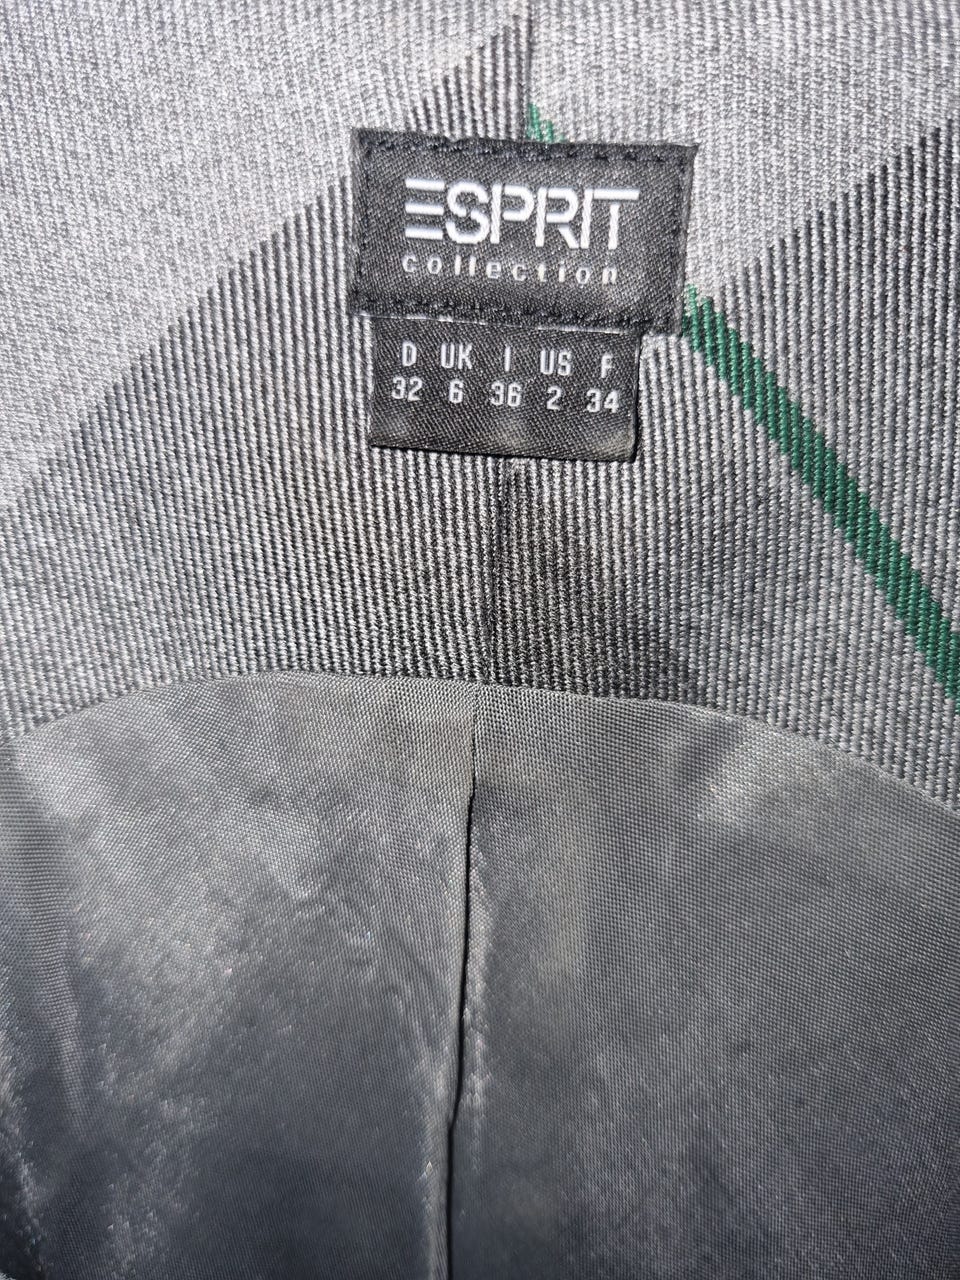 ESPRIT
collection
D UK I US F
32 6 36 2 34